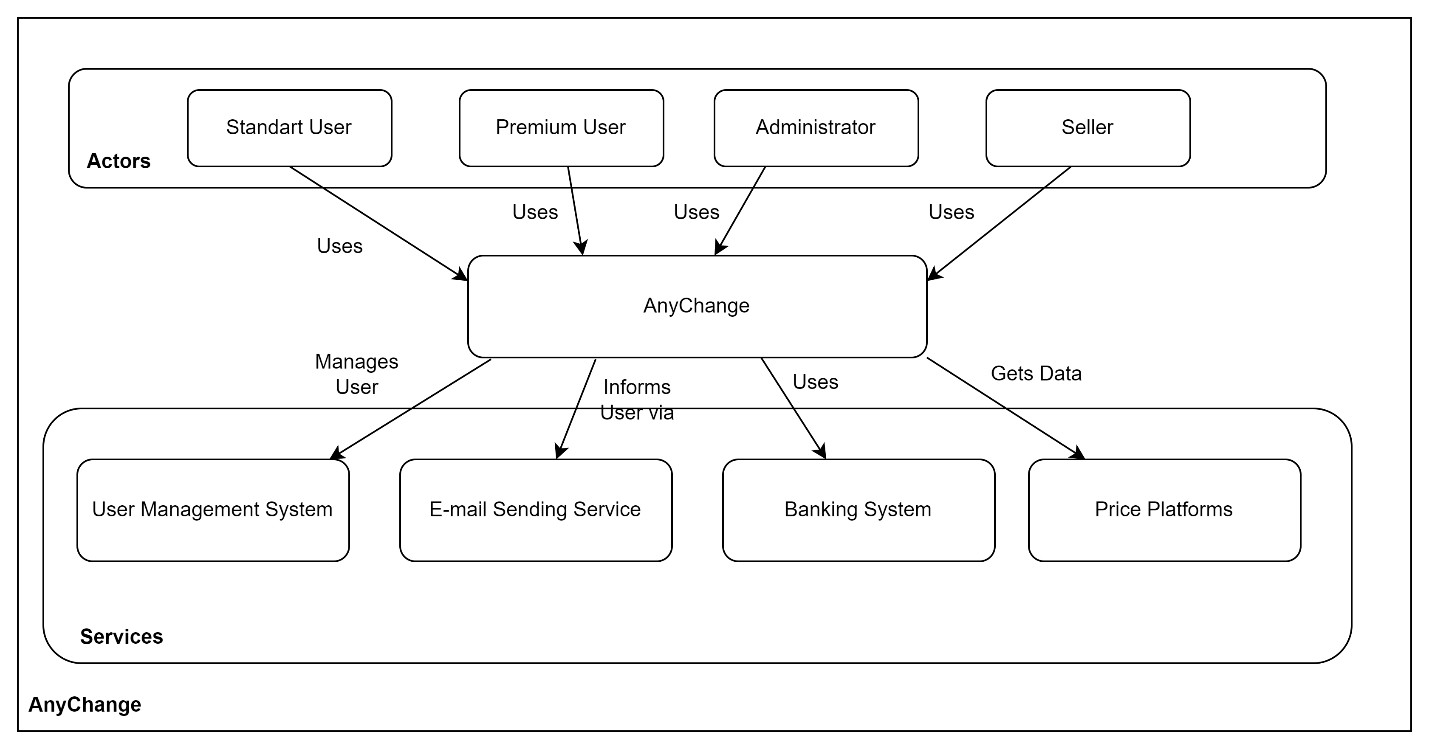 Standart User
Premium User
Administrator
Seller
Actors
Uses
Uses
Uses
Uses
AnyChange
Manages
User
Informs
User via
Uses
Gets Data
User Management System
E-mail Sending Service
Banking System
Price Platforms
Services
AnyChange